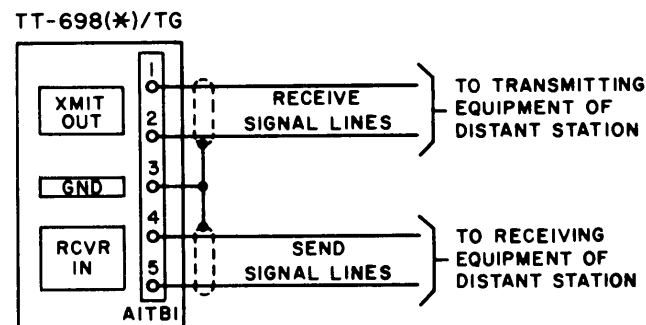 TT-698(*)/TG
XMIT
OUT
GND
RCVR
IN
1
2
3
4
5
AITBI
RECEIVE
SIGNAL LINES
SEND
SIGNAL LINES
TO TRANSMITTING
EQUIPMENT OF
DISTANT STATION
TO RECEIVING
EQUIPMENT OF
DISTANT STATION